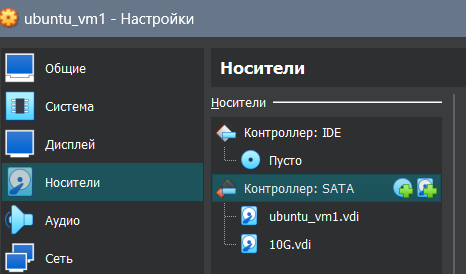 ubuntu_vm1 - Настройки
Общие
Система
Дисплей
Носители
Аудио
Сеть
Носители
Носители
Контроллер: IDE
Пусто
Контроллер: SATA
ubuntu_vm1.vdi
10G.vdi